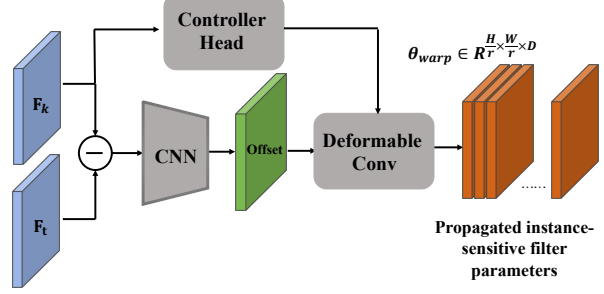 Controller
Head
θ_warp ∈ R^{H/r × W/r × D}
F_k
CNN
Offset
Deformable
Conv
F_t
......
Propagated instance-
sensitive filter
parameters